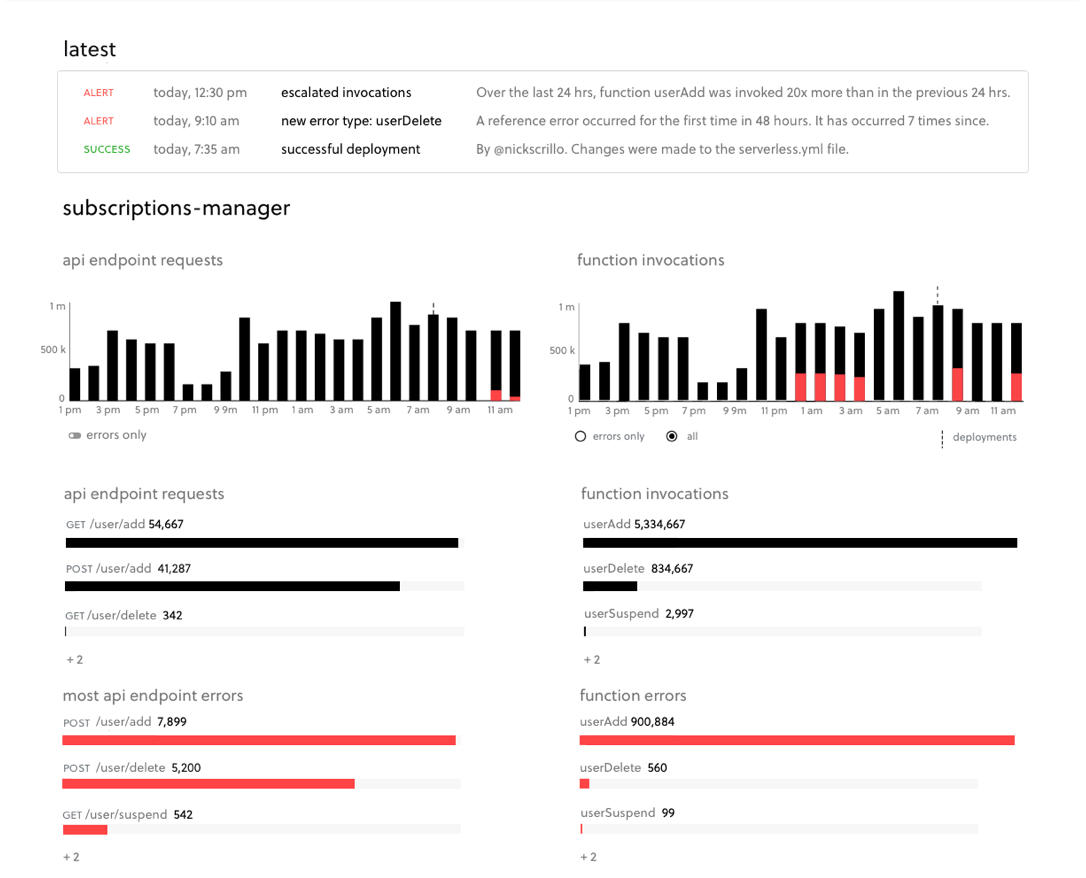 latest
ALERT today, 12:30 pm escalated invocations Over the last 24 hrs, function userAdd was invoked 20x more than in the previous 24 hrs.
ALERT today, 9:10 am new error type: userDelete A reference error occurred for the first time in 48 hours. It has occurred 7 times since.
SUCCESS today, 7:35 am successful deployment By @nickscrillo. Changes were made to the serverless.yml file.
subscriptions-manager
api endpoint requests
1 m
500 k
0
1 pm 3 pm 5 pm 7 pm 9 9m 11 pm 1 am 3 am 5 am 7 am 9 am 11 am
errors only
function invocations
1 m
500 k
0
1 pm 3 pm 5 pm 7 pm 9 9m 11 pm 1 am 3 am 5 am 7 am 9 am 11 am
errors only all deployments
api endpoint requests
GET /user/add 54,667
POST /user/add 41,287
GET /user/delete 342
+ 2
function invocations
userAdd 5,334,667
userDelete 834,667
userSuspend 2,997
+ 2
most api endpoint errors
POST /user/add 7,899
POST /user/delete 5,200
GET /user/suspend 542
+ 2
function errors
userAdd 900,884
userDelete 560
userSuspend 99
+ 2